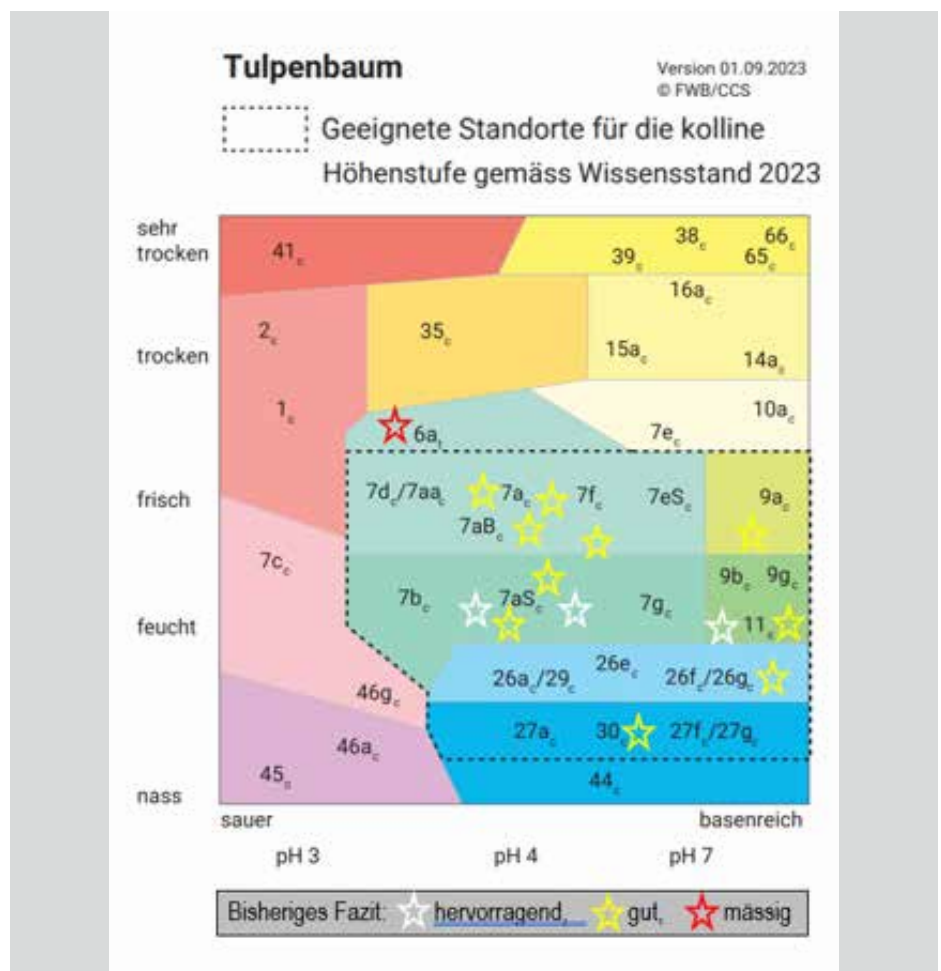 Tulpenbaum
Version 01.09.2023
© FWB/CCS
Geeignete Standorte für die kolline
Höhenstufe gemäss Wissensstand 2023
sehr
trocken
41c
38c
66c
39c
65c
16ac
2c
35c
trocken
15ac
14ac
1c
10ac
6at
7ec
frisch
7dc/7aac
7ac
7fc
7eSc
9ac
7aBc
7cc
9bc
9gc
7bc
7aSc
7gc
feucht
11c
26ec
26ac/29c
26fc/26gc
46gc
27ac
30c
27fc/27gc
46ac
45c
44c
nass
sauer
basenreich
pH 3
pH 4
pH 7
Bisheriges Fazit: hervorragend, gut, mässig